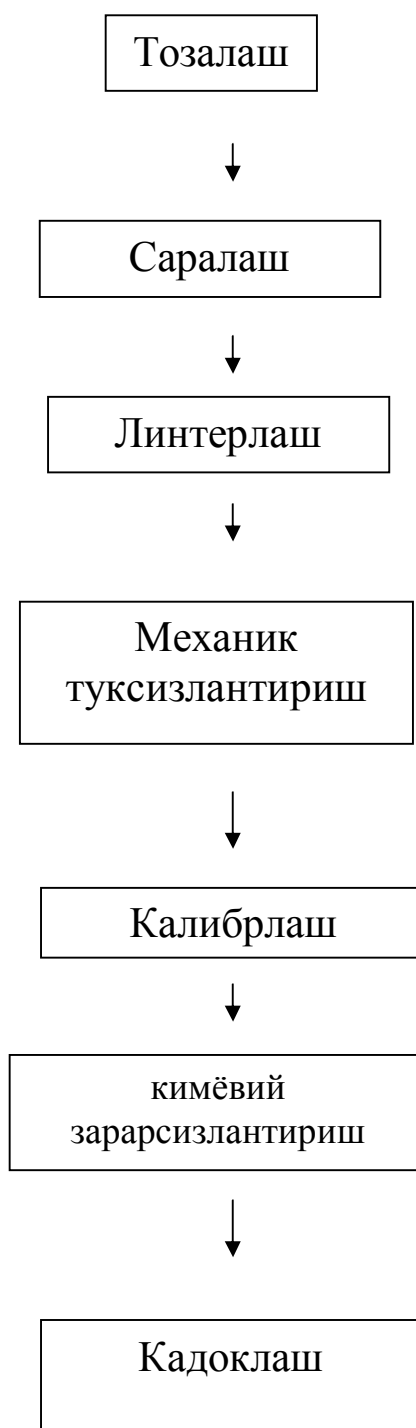 Тозалаш
Саралаш
Линтерлаш
Механик
туксизлантириш
Калибрлаш
кимёвий
зарарсизлантириш
Кадоклаш